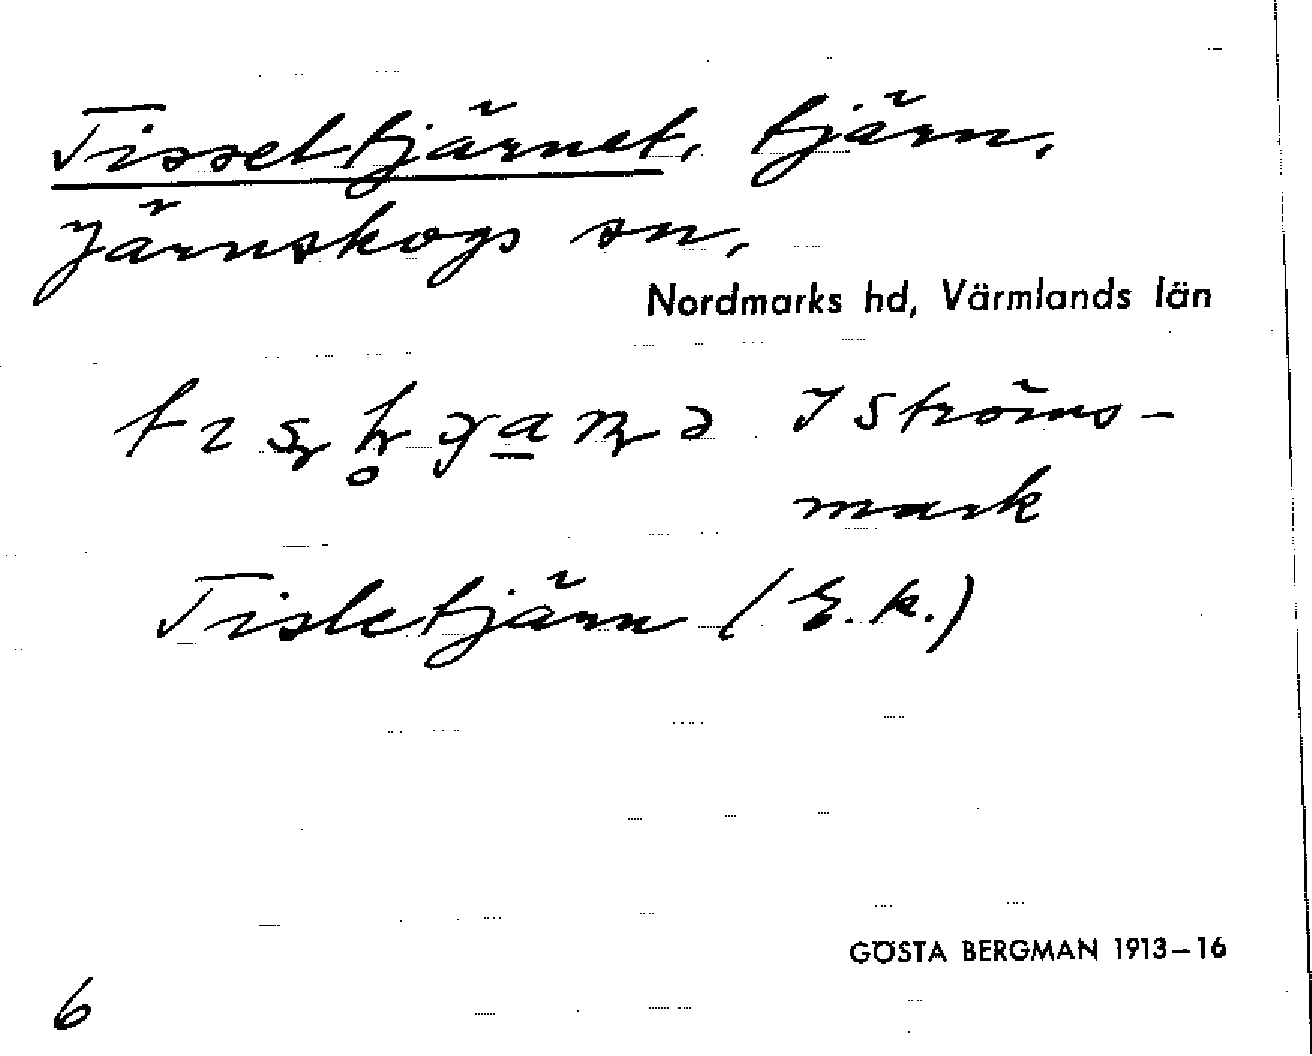 Tisseltjärnet, tjärn,
Järnskogs sn,
Nordmarks hd, Värmlands län
I Ströms-
mark
Tisletjärn (E.k.)
GÖSTA BERGMAN 1913–16
6